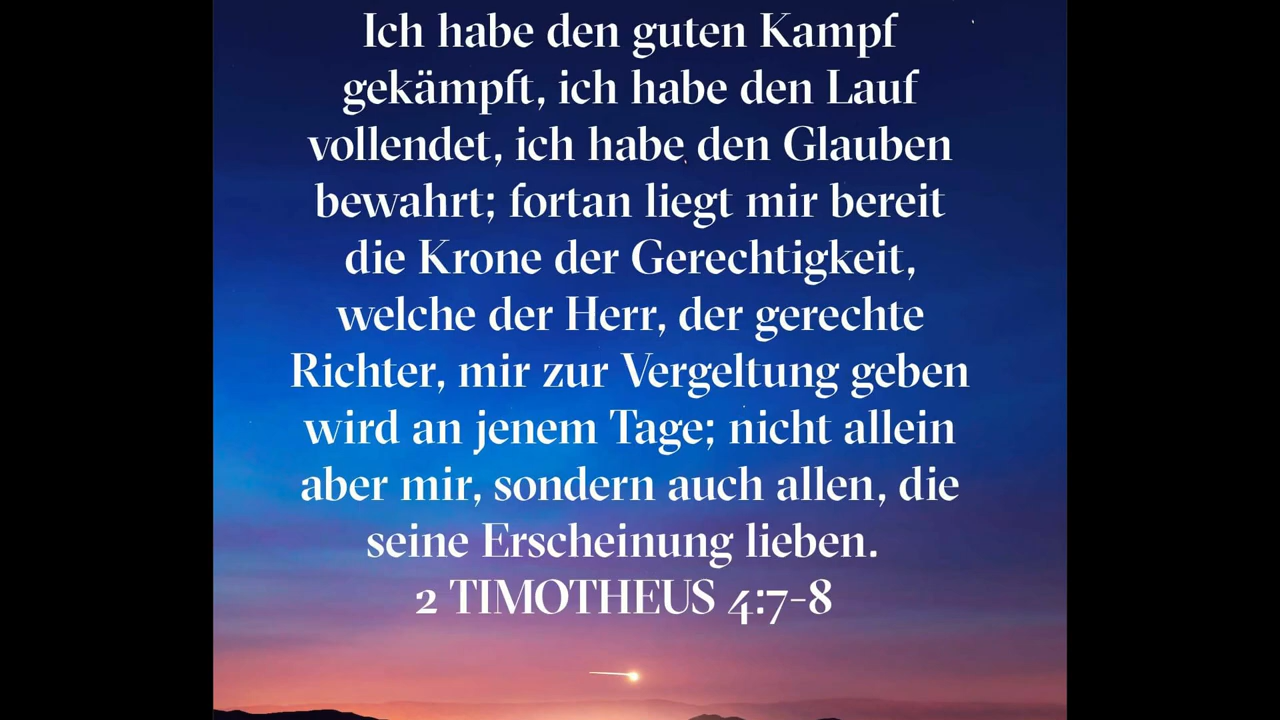 Ich habe den guten Kampf
gekämpft, ich habe den Lauf
vollendet, ich habe den Glauben
bewahrt; fortan liegt mir bereit
die Krone der Gerechtigkeit,
welche der Herr, der gerechte
Richter, mir zur Vergeltung geben
wird an jenem Tage; nicht allein
aber mir, sondern auch allen, die
seine Erscheinung lieben.
2 TIMOTHEUS 4:7-8